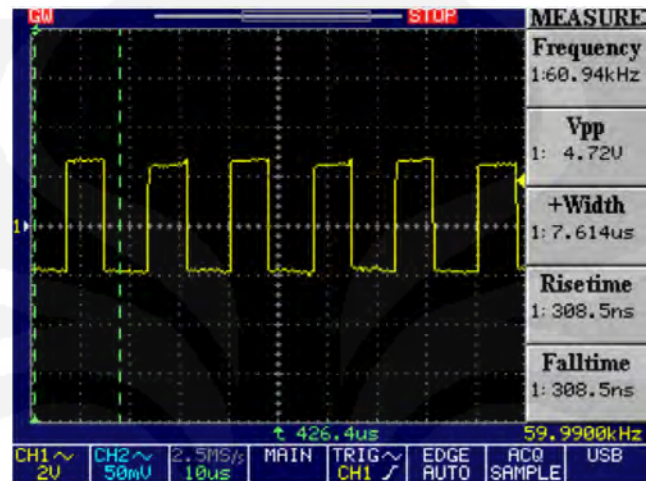 GW STOP MEASURE
Frequency
1:60.94kHz
Vpp
1: 4.72V
+Width
1:7.614us
Risetime
1:308.5ns
Falltime
1:308.5ns
1
426.4us 59.9900kHz
CH1~ CH2~ 2.5MS/s MAIN TRIG~ EDGE ACQ USB
2V 50mV 10us CH1 AUTO SAMPLE